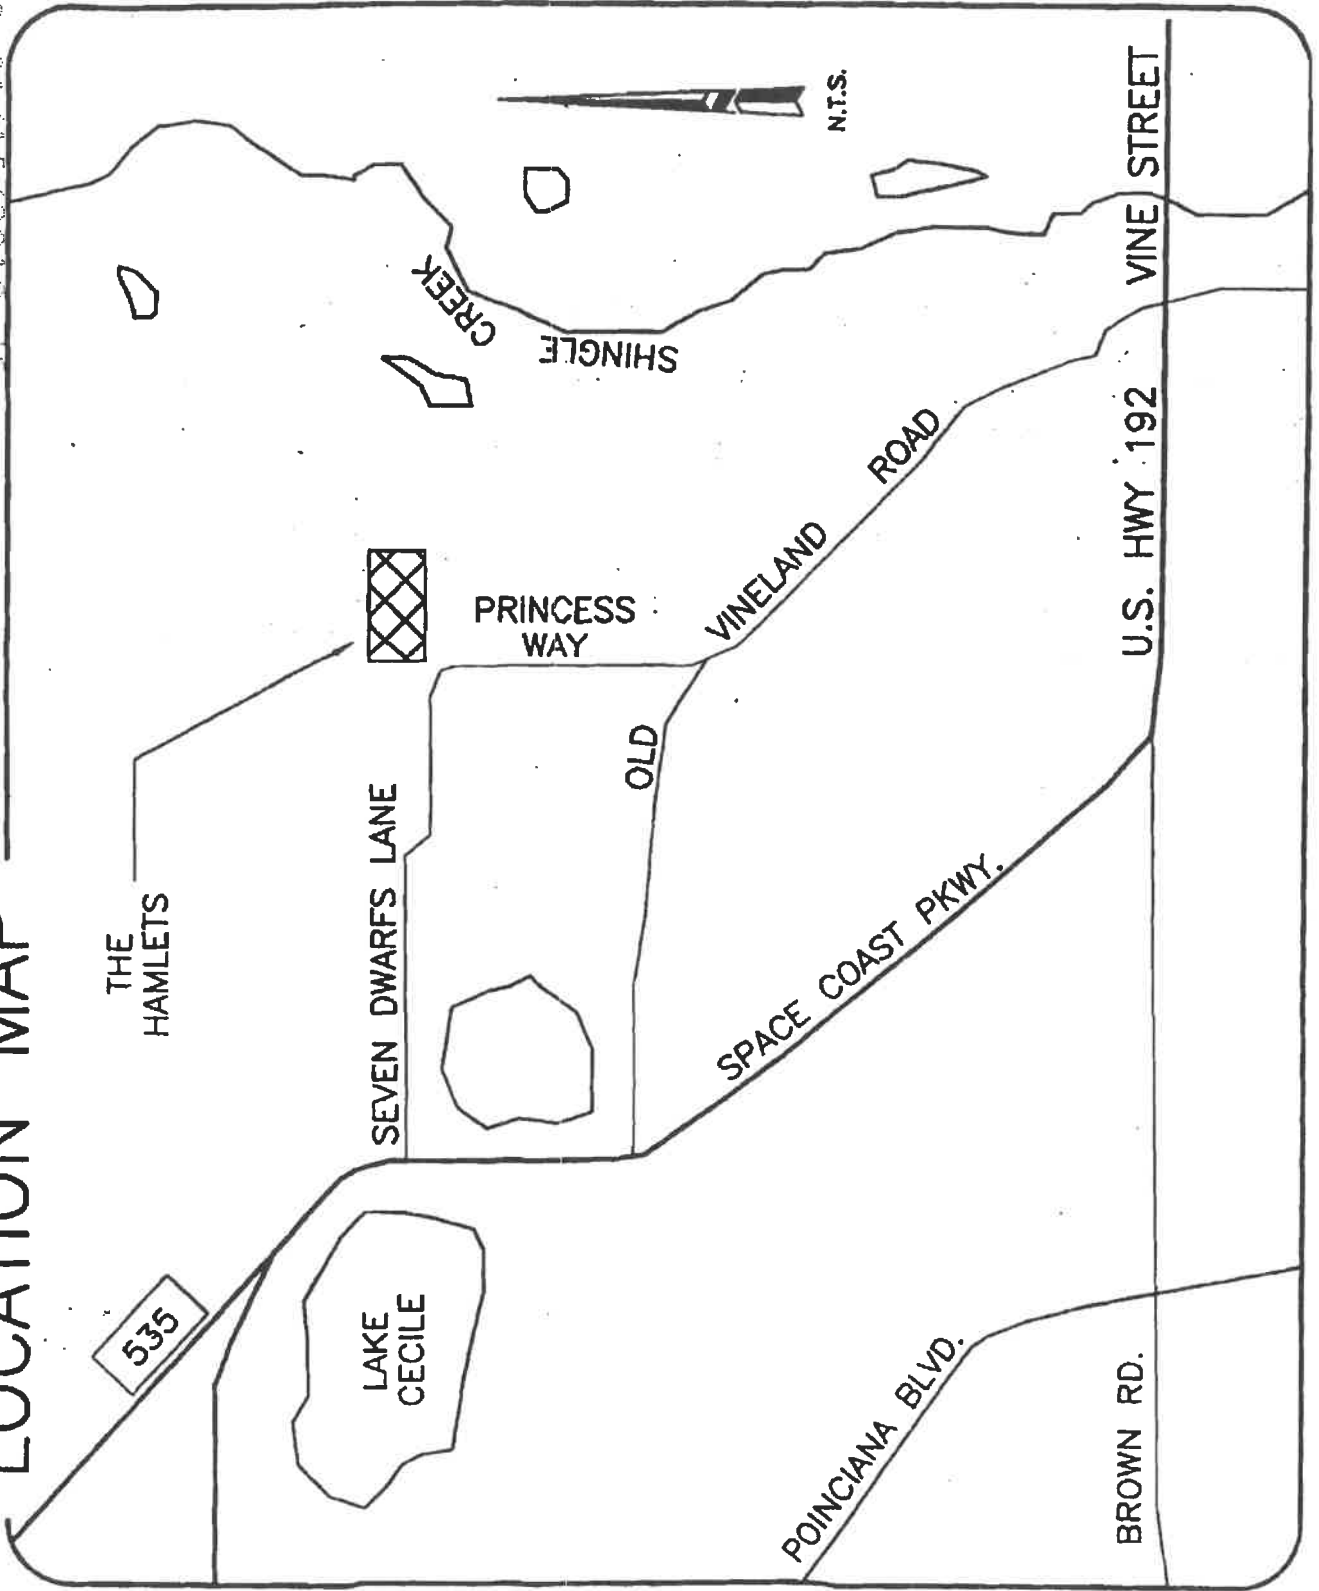 LOCATION MAP
THE
HAMLETS
535
LAKE
CECILE
SEVEN DWARFS LANE
PRINCESS
WAY
SHINGLE
CREEK
OLD
VINELAND
ROAD
SPACE COAST PKWY.
POINCIANA BLVD.
BROWN RD.
U.S. HWY 192
VINE STREET
N.T.S.